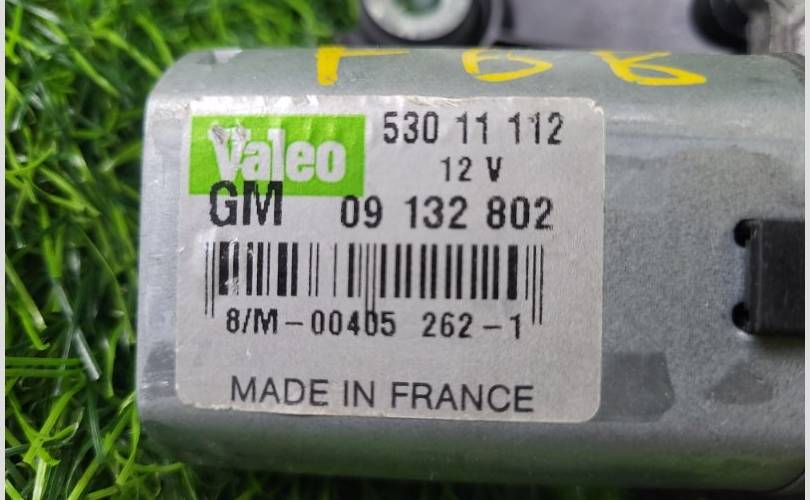 Valeo
530 11 112
12 V
GM 09 132 802
8/M-00405 262-1
MADE IN FRANCE